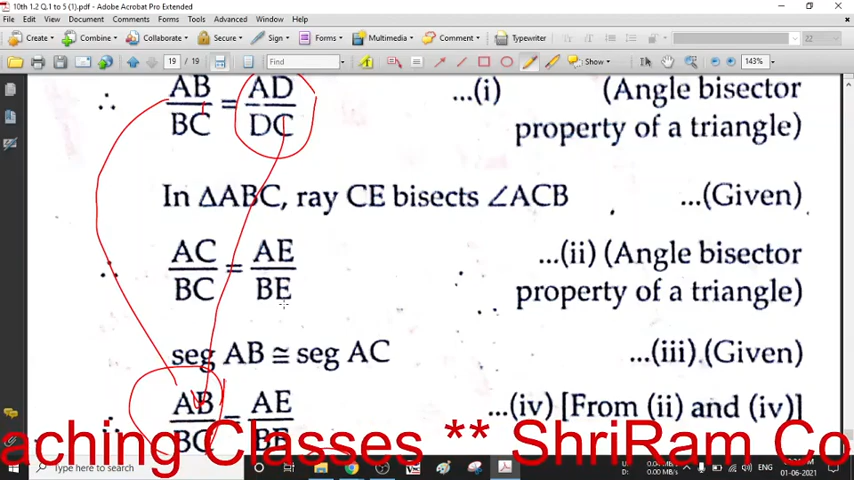 10th 1.2 Q.1 to 5 (1).pdf - Adobe Acrobat Pro Extended
File Edit View Document Comments Forms Tools Advanced Window Help
Create Combine Collaborate Secure Sign Forms Multimedia Comment Typewriter
19 / 19 Find Show 143%
∴ AB/BC = AD/DC ...(i) (Angle bisector
property of a triangle)
In ΔABC, ray CE bisects ∠ACB ...(Given)
∴ AC/BC = AE/BE ...(ii) (Angle bisector
property of a triangle)
seg AB ≅ seg AC ...(iii) (Given)
∴ AB/BC = AE/BE ...(iv) [From (ii) and (iv)]
aching Classes ** ShriRam Co
Type here to search ENG
01-06-2021